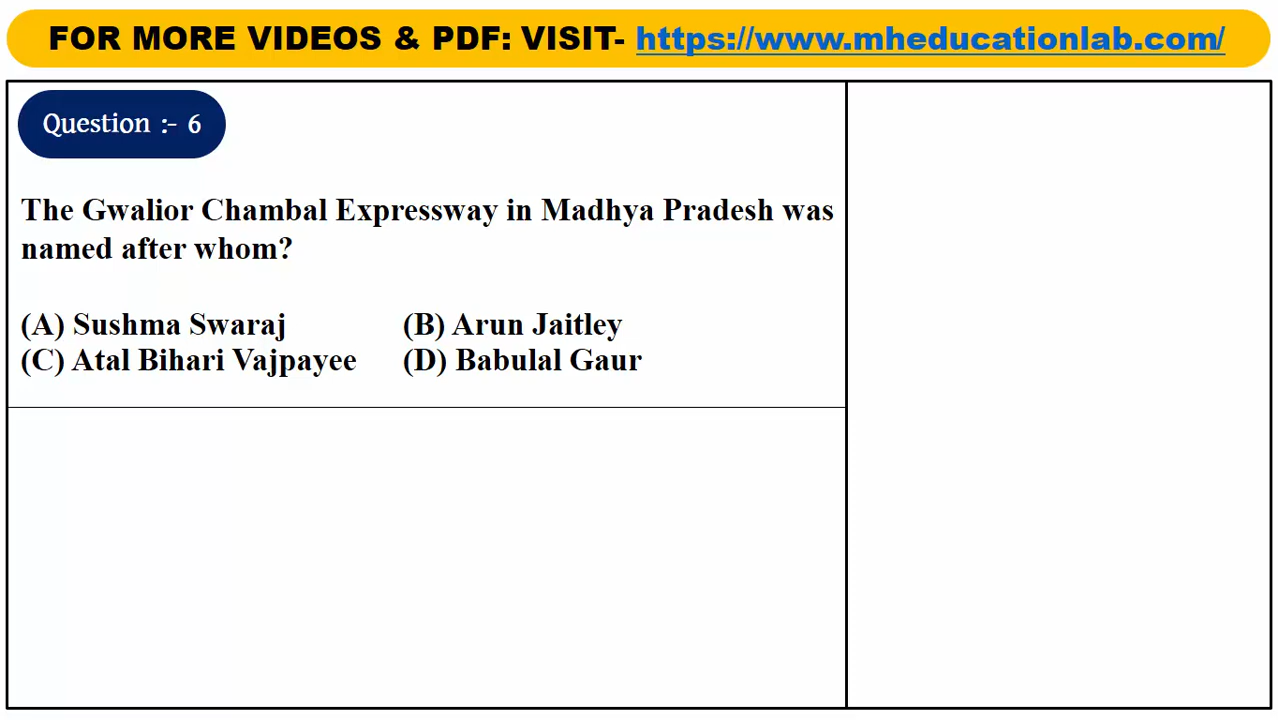 FOR MORE VIDEOS & PDF: VISIT- https://www.mheducationlab.com/
Question :- 6
The Gwalior Chambal Expressway in Madhya Pradesh was
named after whom?
(A) Sushma Swaraj (B) Arun Jaitley
(C) Atal Bihari Vajpayee (D) Babulal Gaur